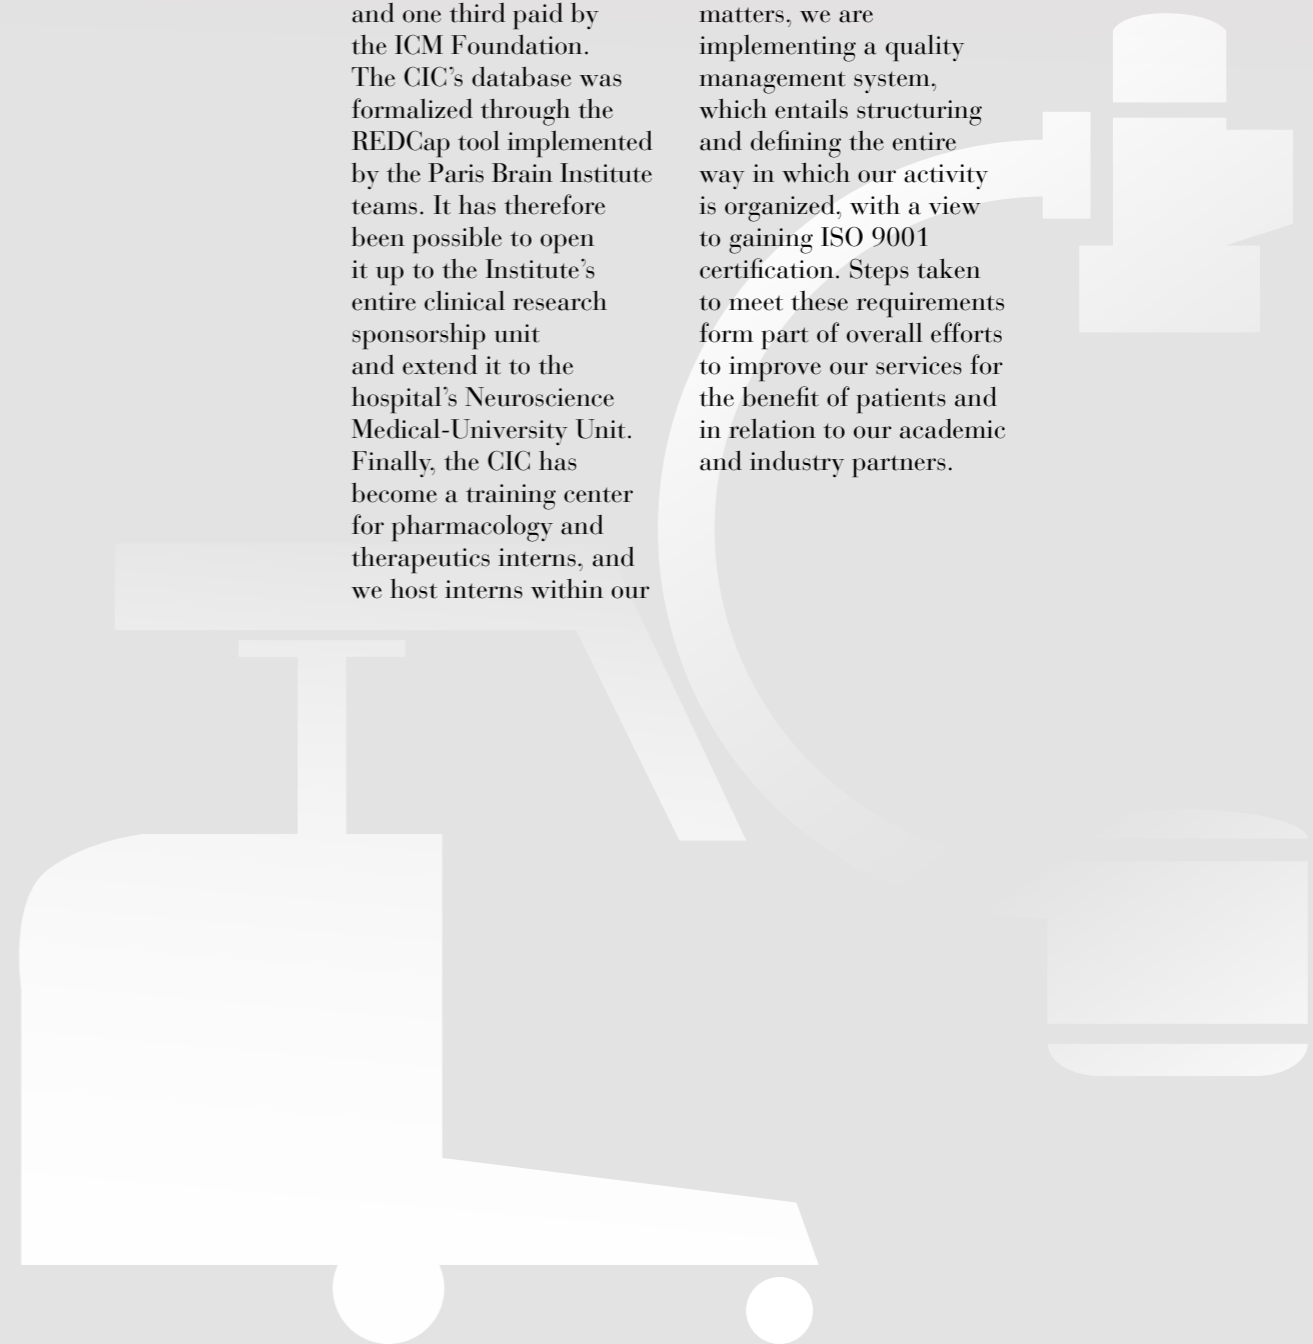 and one third paid by
the ICM Foundation.
The CIC’s database was
formalized through the
REDCap tool implemented
by the Paris Brain Institute
teams. It has therefore
been possible to open
it up to the Institute’s
entire clinical research
sponsorship unit
and extend it to the
hospital’s Neuroscience
Medical-University Unit.
Finally, the CIC has
become a training center
for pharmacology and
therapeutics interns, and
we host interns within our
matters, we are
implementing a quality
management system,
which entails structuring
and defining the entire
way in which our activity
is organized, with a view
to gaining ISO 9001
certification. Steps taken
to meet these requirements
form part of overall efforts
to improve our services for
the benefit of patients and
in relation to our academic
and industry partners.